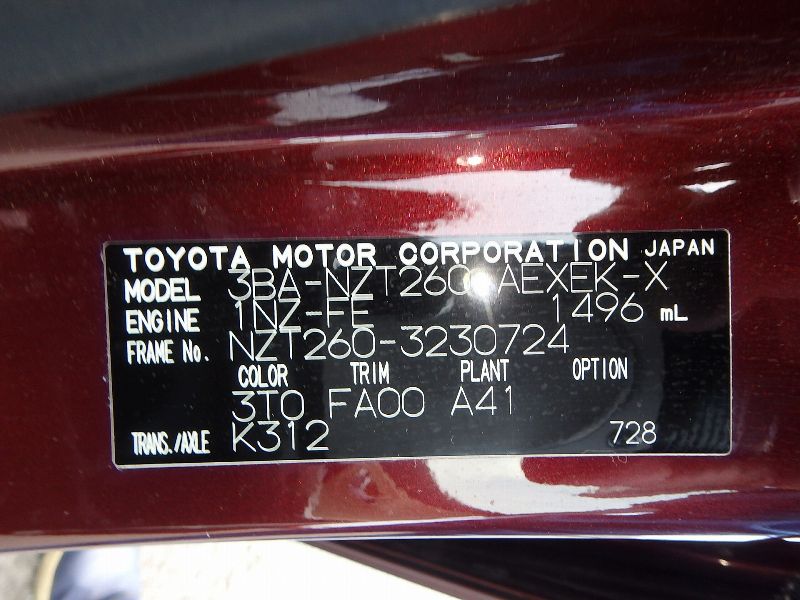 TOYOTA MOTOR CORPORATION JAPAN
MODEL 3BA-NZT260 AEXEK-X
ENGINE 1NZ-FE 1496 mL
FRAME No. NZT260-3230724
COLOR TRIM PLANT OPTION
3T0 FA00 A41
TRANS./AXLE K312 728